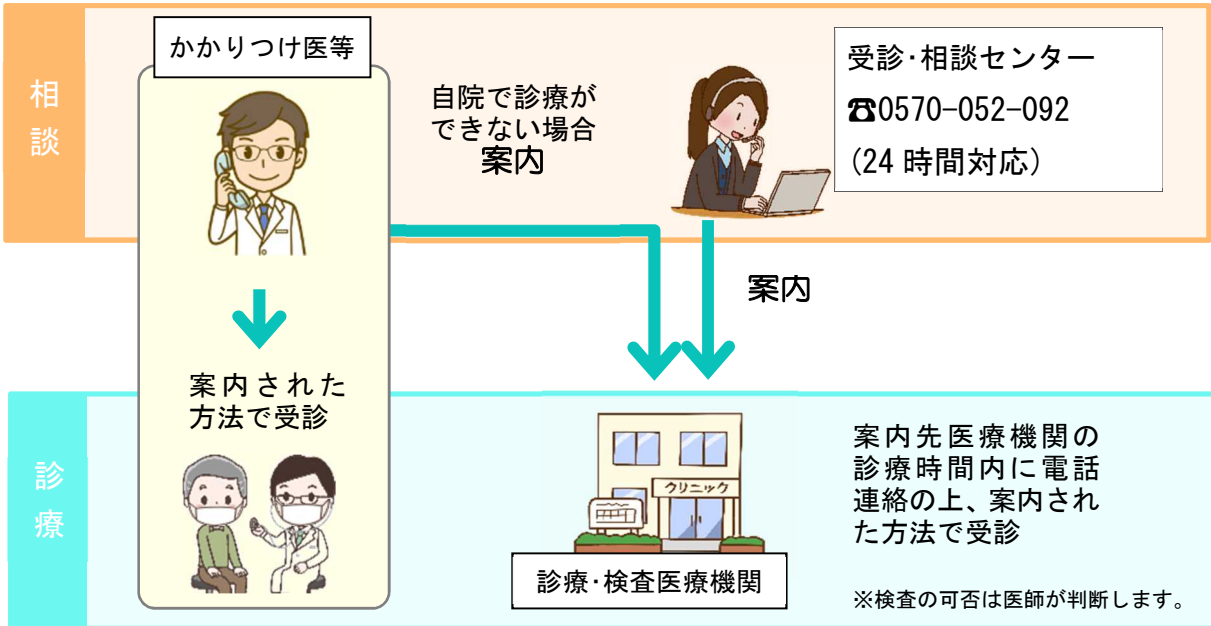 相談
かかりつけ医等
自院で診療が
できない場合
案内
受診・相談センター
☎0570-052-092
(24時間対応)
案内
案内された
方法で受診
診療
クリニック
診療・検査医療機関
案内先医療機関の
診療時間内に電話
連絡の上、案内され
た方法で受診
※検査の可否は医師が判断します。